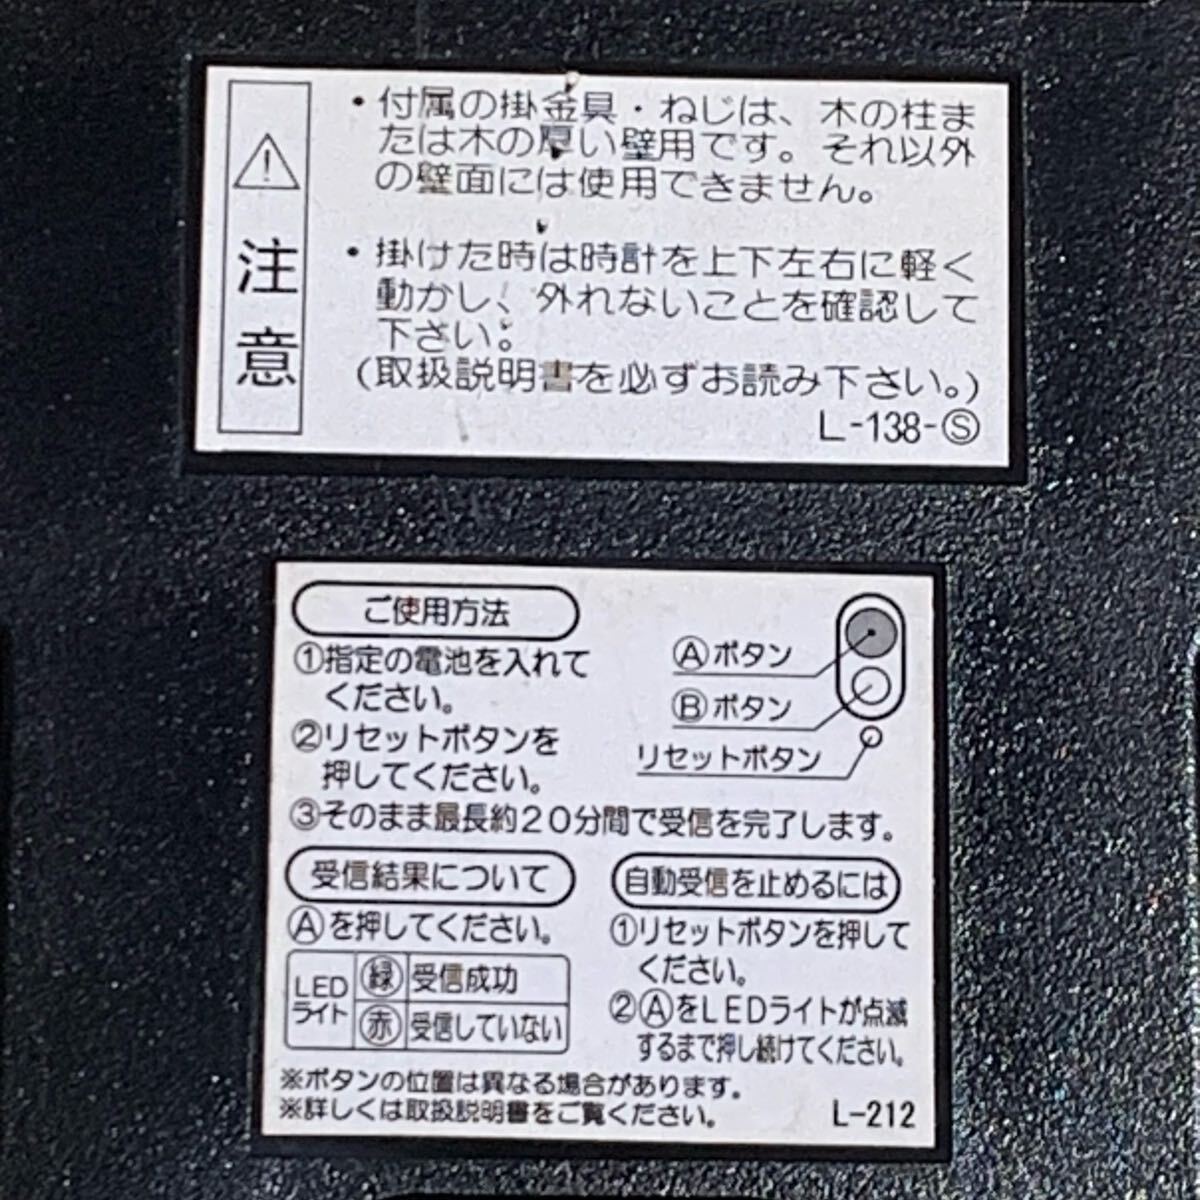 注意
・付属の掛金具・ねじは、木の柱ま
たは木の厚い壁用です。それ以外
の壁面には使用できません。
・掛けた時は時計を上下左右に軽く
動かし、外れないことを確認して
下さい。
(取扱説明書を必ずお読み下さい。)
L-138-Ⓢ
ご使用方法
①指定の電池を入れて
ください。
②リセットボタンを
押してください。
③そのまま最長約20分間で受信を完了します。
Ⓐボタン
Ⓑボタン
リセットボタン
受信結果について
Ⓐを押してください。
LED
ライト
緑 受信成功
赤 受信していない
自動受信を止めるには
①リセットボタンを押して
ください。
②ⒶをLEDライトが点滅
するまで押し続けてください。
※ボタンの位置は異なる場合があります。
※詳しくは取扱説明書をご覧ください。
L-212